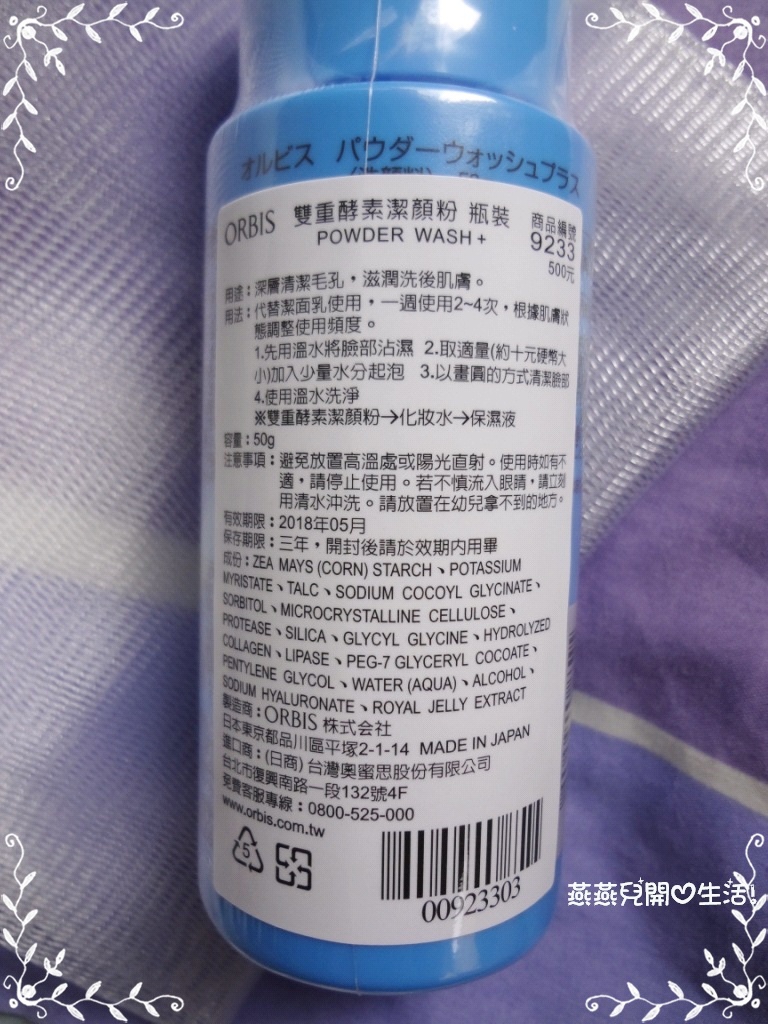 オルビス パウダーウォッシュプラス
ORBIS 雙重酵素潔顏粉 瓶裝
POWDER WASH+
商品編號
9233
500元
用途：深層清潔毛孔，滋潤洗後肌膚。
用法：代替潔面乳使用，一週使用2~4次，根據肌膚狀
態調整使用頻度。
1.先用溫水將臉部沾濕 2.取適量(約十元硬幣大
小)加入少量水分起泡 3.以畫圓的方式清潔臉部
4.使用溫水洗淨
※雙重酵素潔顏粉→化妝水→保濕液
容量：50g
注意事項：避免放置高溫處或陽光直射。使用時如有不
適，請停止使用。若不慎流入眼睛，請立刻
用清水沖洗。請放置在幼兒拿不到的地方。
有效期限：2018年05月
保存期限：三年，開封後請於效期內用畢
成份：ZEA MAYS (CORN) STARCH、POTASSIUM
MYRISTATE、TALC、SODIUM COCOYL GLYCINATE、
SORBITOL、MICROCRYSTALLINE CELLULOSE、
PROTEASE、SILICA、GLYCYL GLYCINE、HYDROLYZED
COLLAGEN、LIPASE、PEG-7 GLYCERYL COCOATE、
PENTYLENE GLYCOL、WATER (AQUA)、ALCOHOL、
SODIUM HYALURONATE、ROYAL JELLY EXTRACT
製造商：ORBIS 株式会社
日本東京都品川區平塚2-1-14 MADE IN JAPAN
進口商：(日商) 台灣奧蜜思股份有限公司
台北市復興南路一段132號4F
免費客服專線：0800-525-000
www.orbis.com.tw
5
00923303
燕燕兒開♡生活!